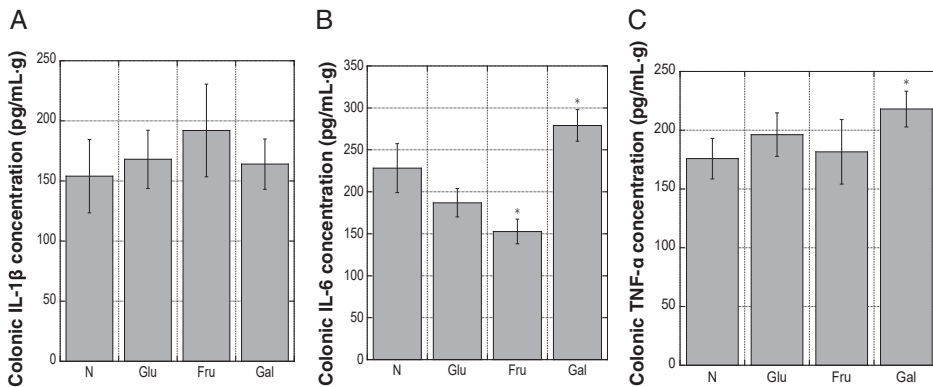 A
Colonic IL-1β concentration (pg/mL·g)
250
200
150
100
50
0
N Glu Fru Gal
B
Colonic IL-6 concentration (pg/mL·g)
350
300
250
200
150
100
50
0
*
*
N Glu Fru Gal
C
Colonic TNF-α concentration (pg/mL·g)
250
200
150
100
50
0
*
N Glu Fru Gal